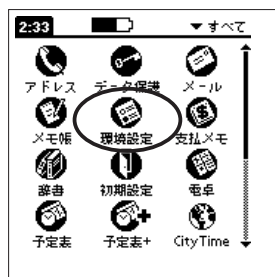 2:33 すべて
アドレス データ保護 メール
メモ帳 環境設定 支払メモ
辞書 初期設定 電卓
予定表 予定表+ CityTime